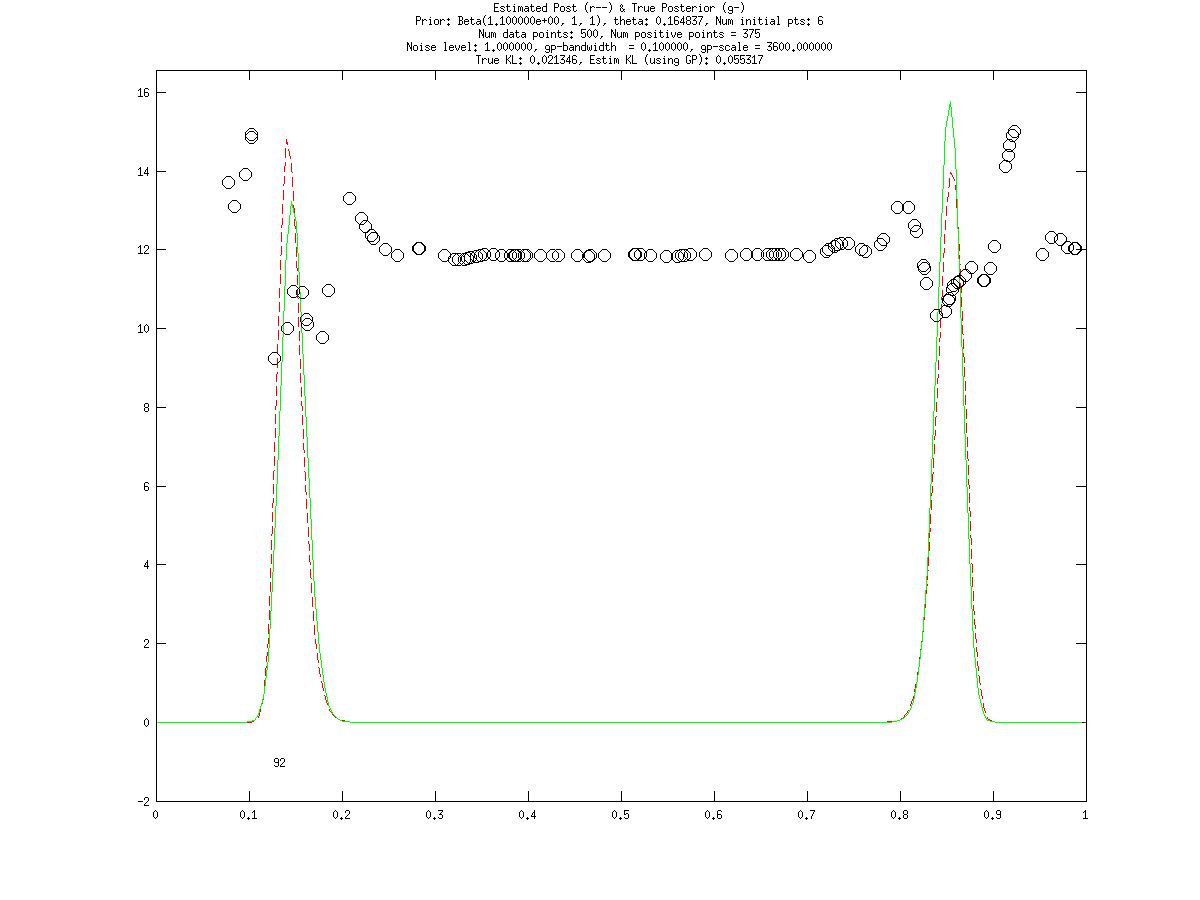 Estimated Post (r--) & True Posterior (g-)
Prior: Beta(1.100000e+00, 1, 1), theta: 0.164837, Num initial pts: 6
Num data points: 500, Num positive points = 375
Noise level: 1.000000, gp-bandwidth  = 0.100000, gp-scale = 3600.000000
True KL: 0.021346, Estim KL (using GP): 0.055317
16
14
12
10
8
6
4
2
0
92
-2
0 0.1 0.2 0.3 0.4 0.5 0.6 0.7 0.8 0.9 1